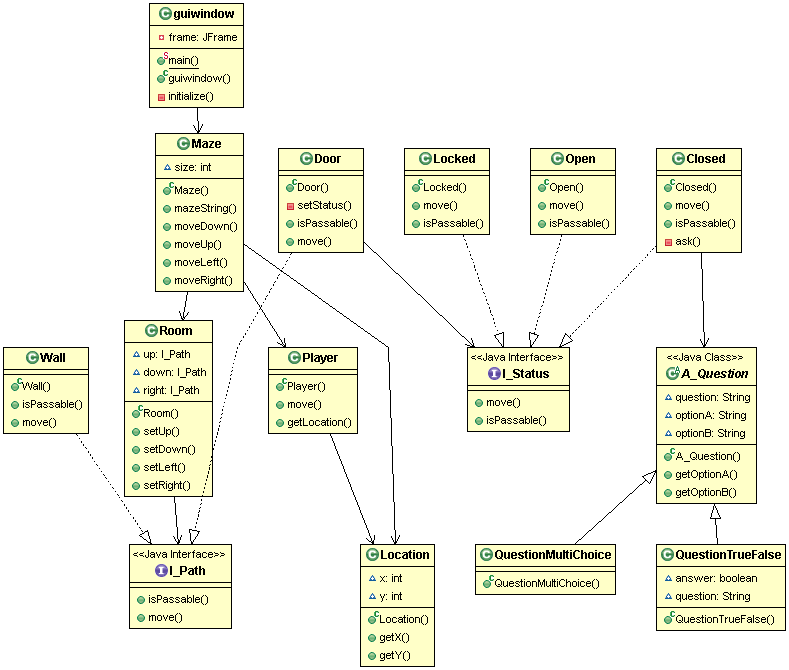 guiwindow
frame: JFrame
main()
guiwindow()
initialize()
Maze
size: int
Maze()
mazeString()
moveDown()
moveUp()
moveLeft()
moveRight()
Door
Door()
setStatus()
isPassable()
move()
Locked
Locked()
move()
isPassable()
Open
Open()
move()
isPassable()
Closed
Closed()
move()
isPassable()
ask()
Wall
Wall()
isPassable()
move()
Room
up: I_Path
down: I_Path
right: I_Path
Room()
setUp()
setDown()
setLeft()
setRight()
Player
Player()
move()
getLocation()
<<Java Interface>>
I_Status
move()
isPassable()
<<Java Class>>
A_Question
question: String
optionA: String
optionB: String
A_Question()
getOptionA()
getOptionB()
<<Java Interface>>
I_Path
isPassable()
move()
Location
x: int
y: int
Location()
getX()
getY()
QuestionMultiChoice
QuestionMultiChoice()
QuestionTrueFalse
answer: boolean
question: String
QuestionTrueFalse()